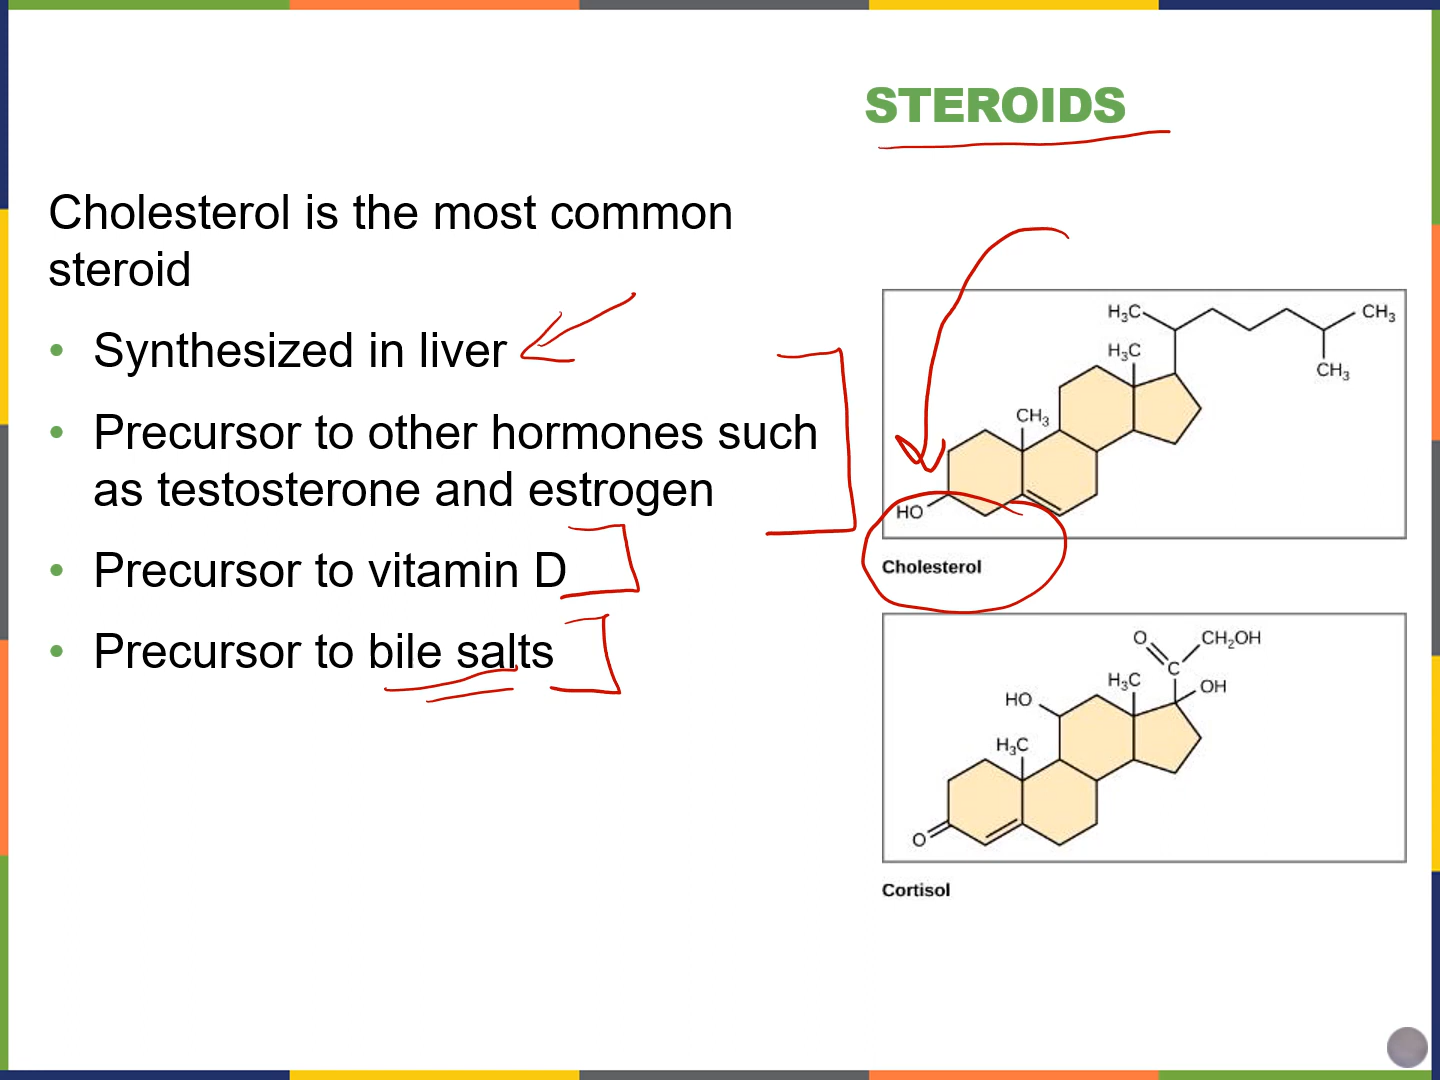 STEROIDS
Cholesterol is the most common
steroid
• Synthesized in liver
• Precursor to other hormones such
as testosterone and estrogen
• Precursor to vitamin D
• Precursor to bile salts
H₃C
CH₃
H₃C
CH₃
CH₃
HO
Cholesterol
O
CH₂OH
C
H₃C
OH
HO
H₃C
O
Cortisol